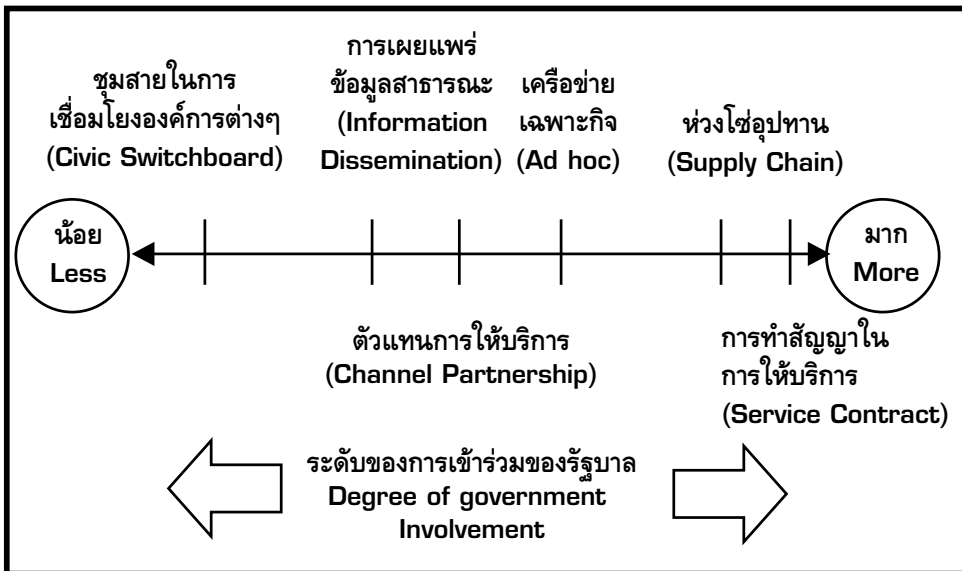 ชุมสายในการ
เชื่อมโยงองค์การต่างๆ
(Civic Switchboard)
การเผยแพร่
ข้อมูลสาธารณะ
(Information
Dissemination)
เครือข่าย
เฉพาะกิจ
(Ad hoc)
ห่วงโซ่อุปทาน
(Supply Chain)
น้อย
Less
มาก
More
ตัวแทนการให้บริการ
(Channel Partnership)
การทำสัญญาใน
การให้บริการ
(Service Contract)
ระดับของการเข้าร่วมของรัฐบาล
Degree of government
Involvement